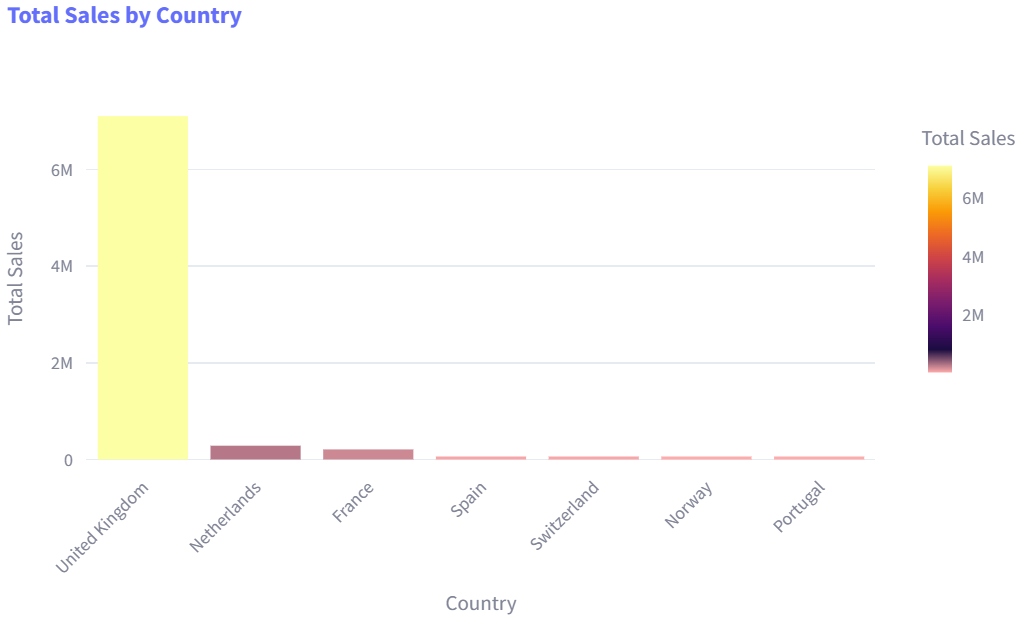 Total Sales by Country
Total Sales
6M
4M
2M
0
Total Sales
6M
4M
2M
United Kingdom
Netherlands
France
Spain
Switzerland
Norway
Portugal
Country